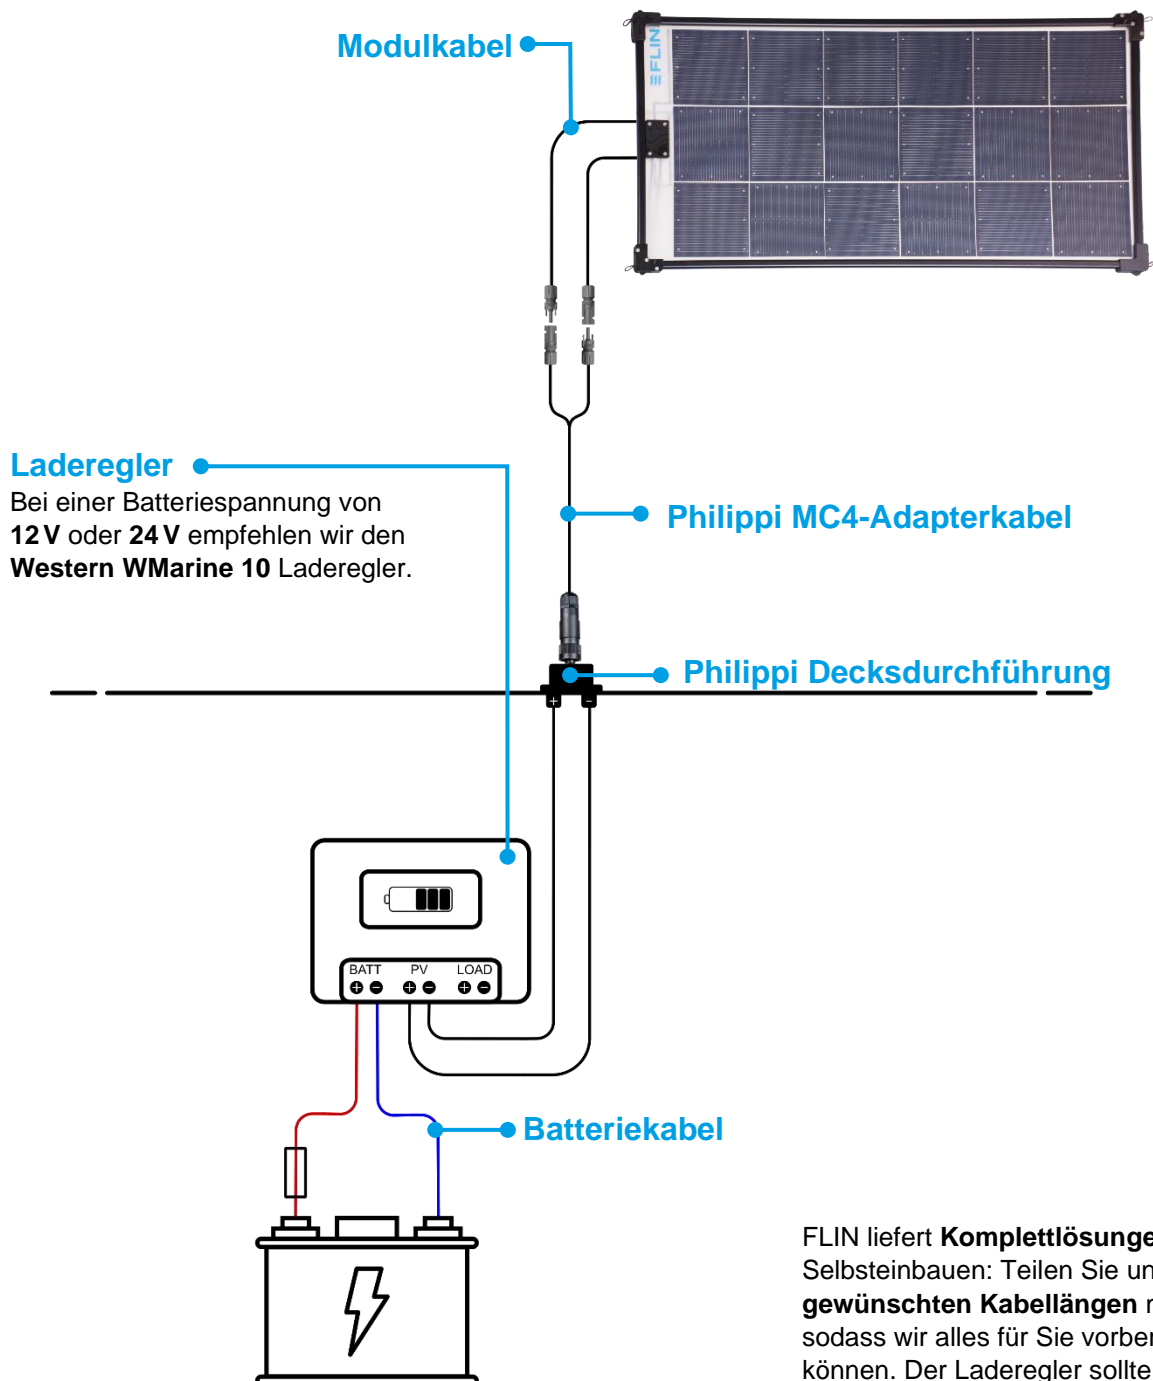 Modulkabel
EFLIN
Laderegler
Bei einer Batteriespannung von
12 V oder 24 V empfehlen wir den
Western WMarine 10 Laderegler.
Philippi MC4-Adapterkabel
Philippi Decksdurchführung
+ -
BATT PV LOAD
+ - + - + -
Batteriekabel
FLIN liefert Komplettlösunge
Selbsteinbauen: Teilen Sie un
gewünschten Kabellängen
sodass wir alles für Sie vorber
können. Der Laderegler sollte